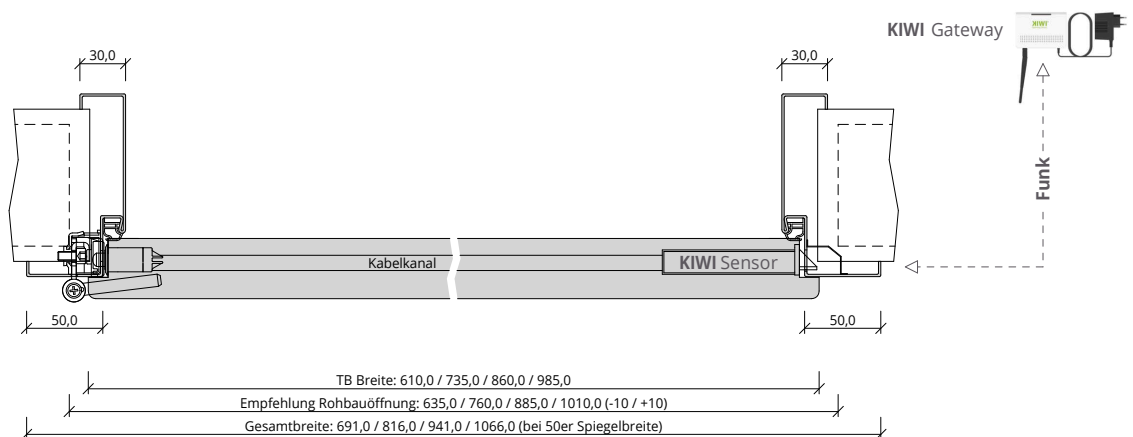 KIWI Gateway
KIWI
30,0
30,0
Funk
Kabelkanal
KIWI Sensor
50,0
50,0
TB Breite: 610,0 / 735,0 / 860,0 / 985,0
Empfehlung Rohbauöffnung: 635,0 / 760,0 / 885,0 / 1010,0 (-10 / +10)
Gesamtbreite: 691,0 / 816,0 / 941,0 / 1066,0 (bei 50er Spiegelbreite)